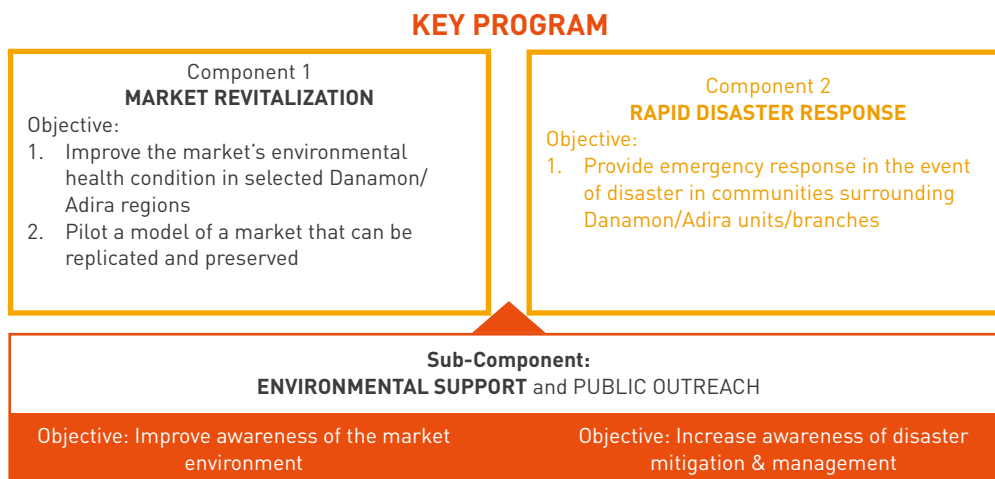 KEY PROGRAM
Component 1
MARKET REVITALIZATION
Objective:
1. Improve the market's environmental
health condition in selected Danamon/
Adira regions
2. Pilot a model of a market that can be
replicated and preserved
Component 2
RAPID DISASTER RESPONSE
Objective:
1. Provide emergency response in the event
of disaster in communities surrounding
Danamon/Adira units/branches
Sub-Component:
ENVIRONMENTAL SUPPORT and PUBLIC OUTREACH
Objective: Improve awareness of the market
environment
Objective: Increase awareness of disaster
mitigation & management